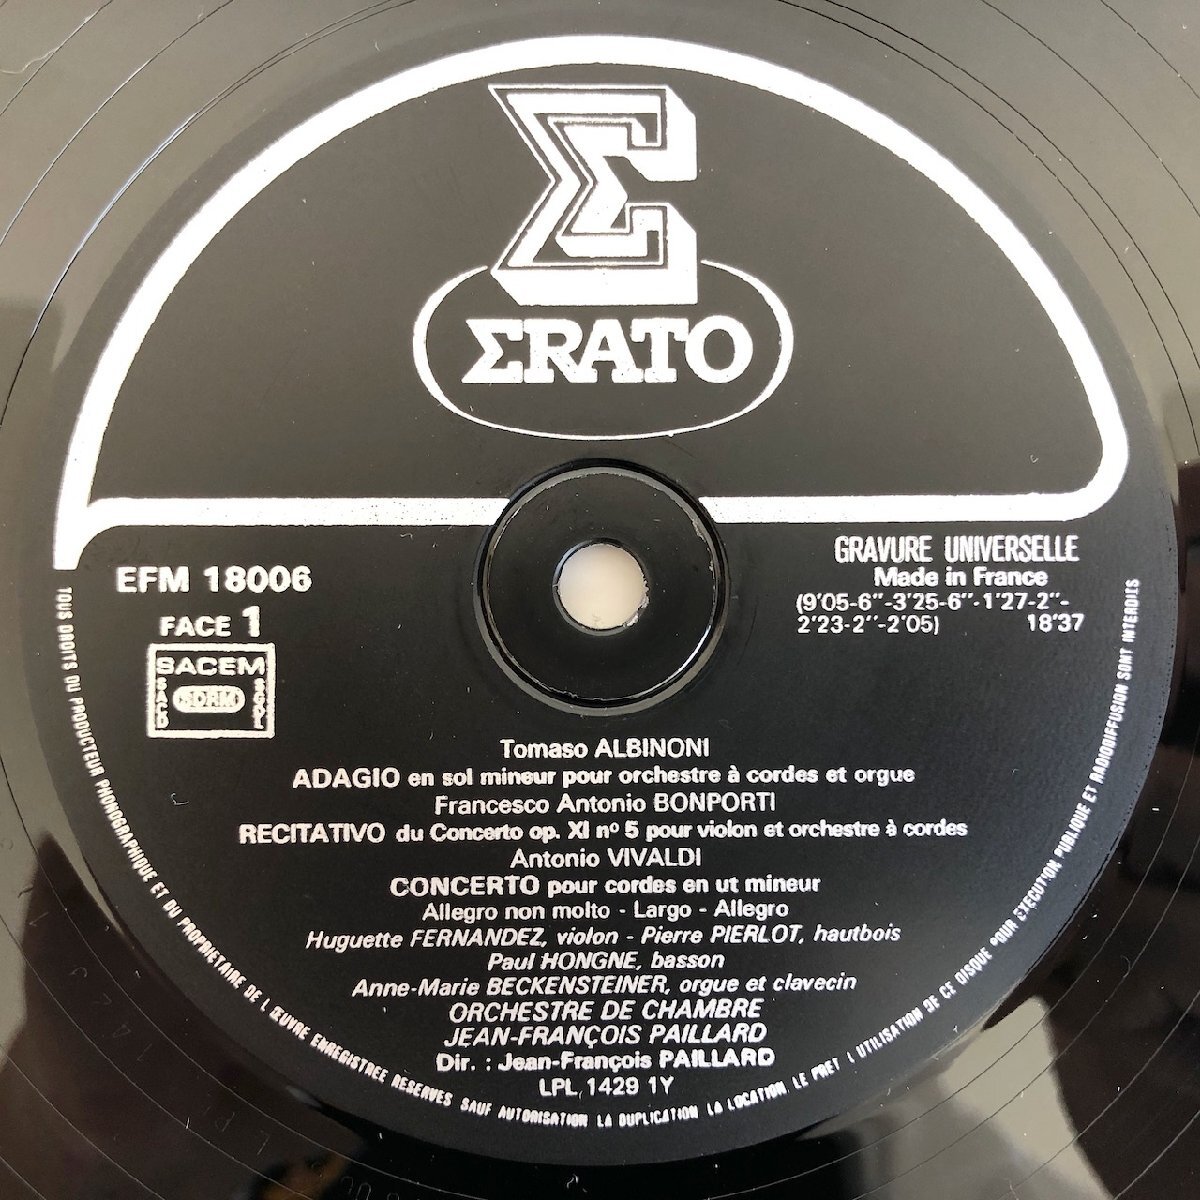 ΣRATO
GRAVURE UNIVERSELLE
Made in France
(9'05-6"-3'25-6"-1'27-2"-
2'23-2"-2'05) 18'37
EFM 18006
FACE 1
SACEM
SACD SDRM SGDL
Tomaso ALBINONI
ADAGIO en sol mineur pour orchestre à cordes et orgue
Francesco Antonio BONPORTI
RECITATIVO du Concerto op. XI nº 5 pour violon et orchestre à cordes
Antonio VIVALDI
CONCERTO pour cordes en ut mineur
Allegro non molto - Largo - Allegro
Huguette FERNANDEZ, violon - Pierre PIERLOT, hautbois
Paul HONGNE, basson
Anne-Marie BECKENSTEINER, orgue et clavecin
ORCHESTRE DE CHAMBRE
JEAN-FRANÇOIS PAILLARD
Dir. : Jean-François PAILLARD
LPL 1429 1Y
TOUS DROITS DU PRODUCTEUR PHONOGRAPHIQUE ET DU PROPRIETAIRE DE L'ŒUVRE ENREGISTREE RESERVES SAUF AUTORISATION LA DUPLICATION LA LOCATION LE PRET L'UTILISATION DE CE DISQUE POUR EXECUTION PUBLIQUE ET RADIODIFFUSION SONT INTERDITS